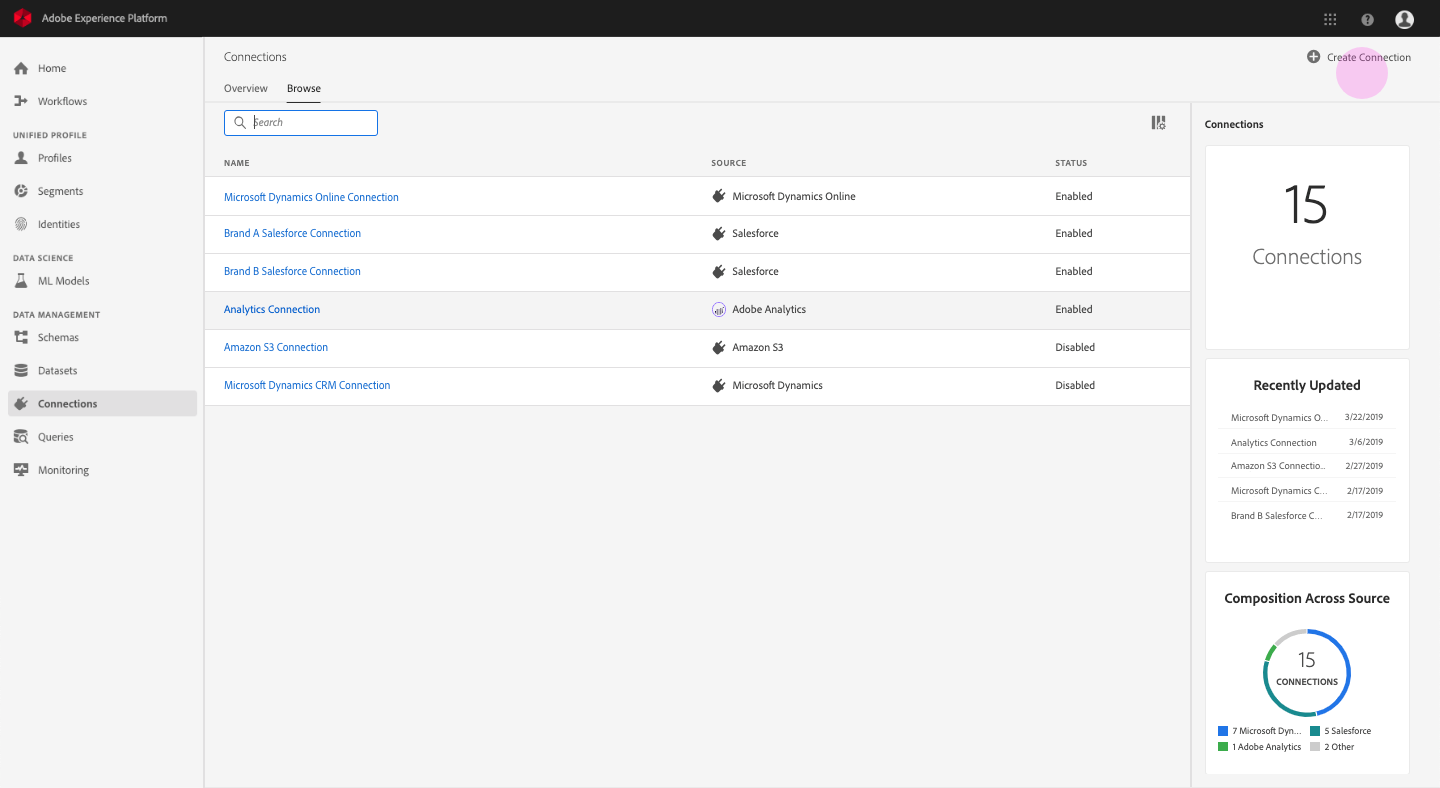 Adobe Experience Platform
Home
Workflows
UNIFIED PROFILE
Profiles
Segments
Identities
DATA SCIENCE
ML Models
DATA MANAGEMENT
Schemas
Datasets
Connections
Queries
Monitoring
Connections
Create Connection
Overview Browse
Search
NAME SOURCE STATUS
Microsoft Dynamics Online Connection Microsoft Dynamics Online Enabled
Brand A Salesforce Connection Salesforce Enabled
Brand B Salesforce Connection Salesforce Enabled
Analytics Connection Adobe Analytics Enabled
Amazon S3 Connection Amazon S3 Disabled
Microsoft Dynamics CRM Connection Microsoft Dynamics Disabled
Connections
15
Connections
Recently Updated
Microsoft Dynamics O... 3/22/2019
Analytics Connection 3/6/2019
Amazon S3 Connectio.. 2/27/2019
Microsoft Dynamics C... 2/17/2019
Brand B Salesforce C... 2/17/2019
Composition Across Source
15
CONNECTIONS
7 Microsoft Dyn... 5 Salesforce
1 Adobe Analytics 2 Other